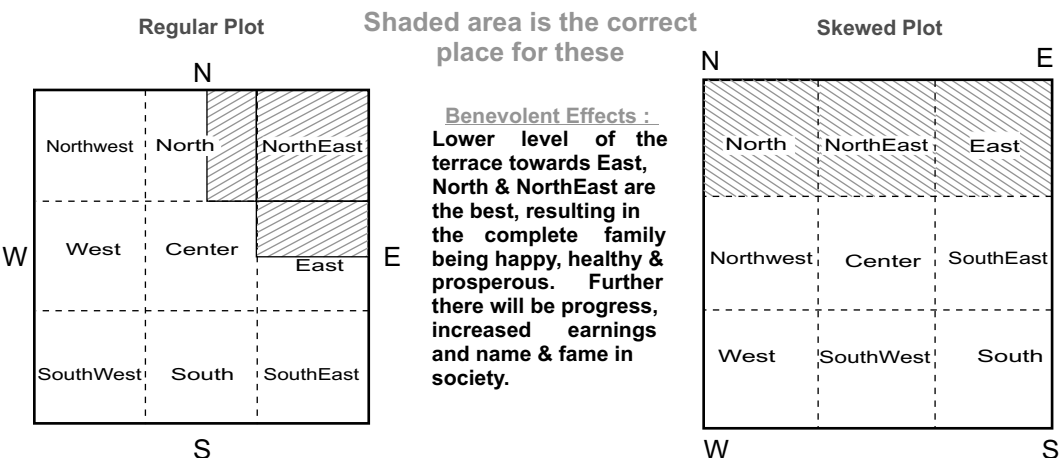 Regular Plot
N
Northwest North NorthEast
W West Center East E
SouthWest South SouthEast
S
Shaded area is the correct
place for these
Benevolent Effects :
Lower level of the
terrace towards East,
North & NorthEast are
the best, resulting in
the complete family
being happy, healthy &
prosperous. Further
there will be progress,
increased earnings
and name & fame in
society.
Skewed Plot
N E
North NorthEast East
Northwest Center SouthEast
West SouthWest South
W S